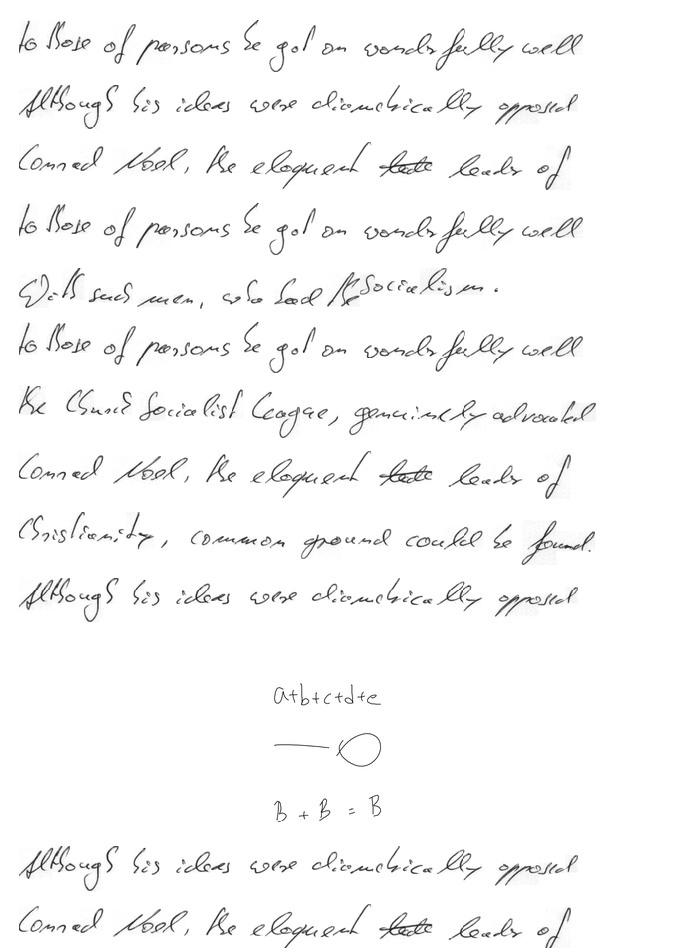 to those of persons he got on wonderfully well
Although his ideas were diametrically opposed
Conrad Noel, the eloquent leader of
to those of persons he got on wonderfully well
With such men, who had the Socialism.
to those of persons he got on wonderfully well
the Church Socialist League, genuinely advocated
Conrad Noel, the eloquent leader of
Christianity, common ground could be found.
Although his ideas were diametrically opposed
a+b+c+d+e
B + B = B
Although his ideas were diametrically opposed
Conrad Noel, the eloquent leader of